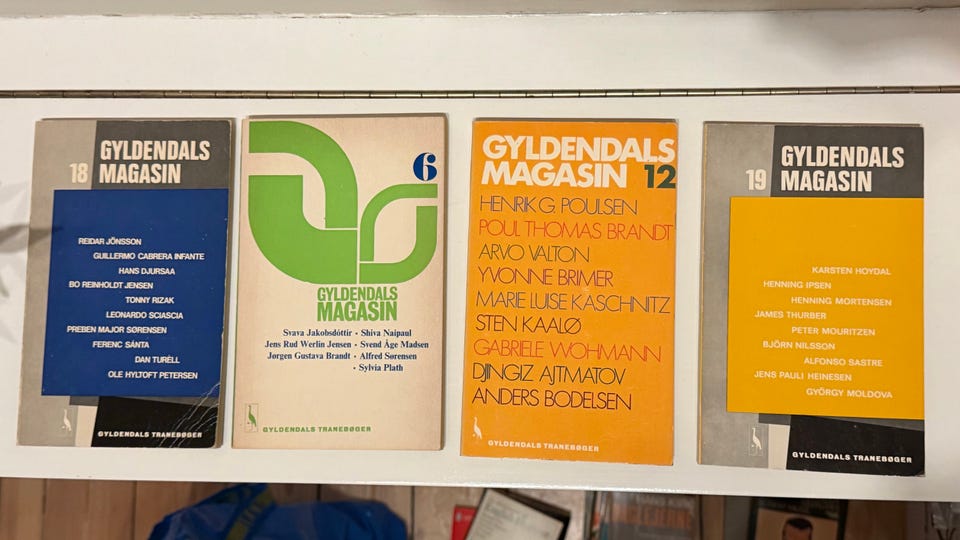 18
GYLDENDALS
MAGASIN
REIDAR JÖNSSON
GUILLERMO CABRERA INFANTE
HANS DJURSAA
BO REINHOLDT JENSEN
TONNY RIZAK
LEONARDO SCIASCIA
PREBEN MAJOR SØRENSEN
FERENC SÁNTA
DAN TURÉLL
OLE HYLTOFT PETERSEN
GYLDENDALS TRANEBØGER
6
GYLDENDALS
MAGASIN
Svava Jakobsdóttir • Shiva Naipaul
Jens Rud Werlin Jensen • Svend Åge Madsen
Jørgen Gustava Brandt • Alfred Sørensen
• Sylvia Plath
GYLDENDALS TRANEBØGER
GYLDENDALS
MAGASIN 12
HENRIK G. POULSEN
POUL THOMAS BRANDT
ARVO VALTON
YVONNE BRIMER
MARIE LUISE KASCHNITZ
STEN KAALØ
GABRIELE WOHMANN
DJINGIZ AJTMATOV
ANDERS BODELSEN
GYLDENDALS TRANEBØGER
19
GYLDENDALS
MAGASIN
KARSTEN HOYDAL
HENNING IPSEN
HENNING MORTENSEN
JAMES THURBER
PETER MOURITZEN
BJÖRN NILSSON
ALFONSO SASTRE
JENS PAULI HEINESEN
GYÖRGY MOLDOVA
GYLDENDALS TRANEBØGER